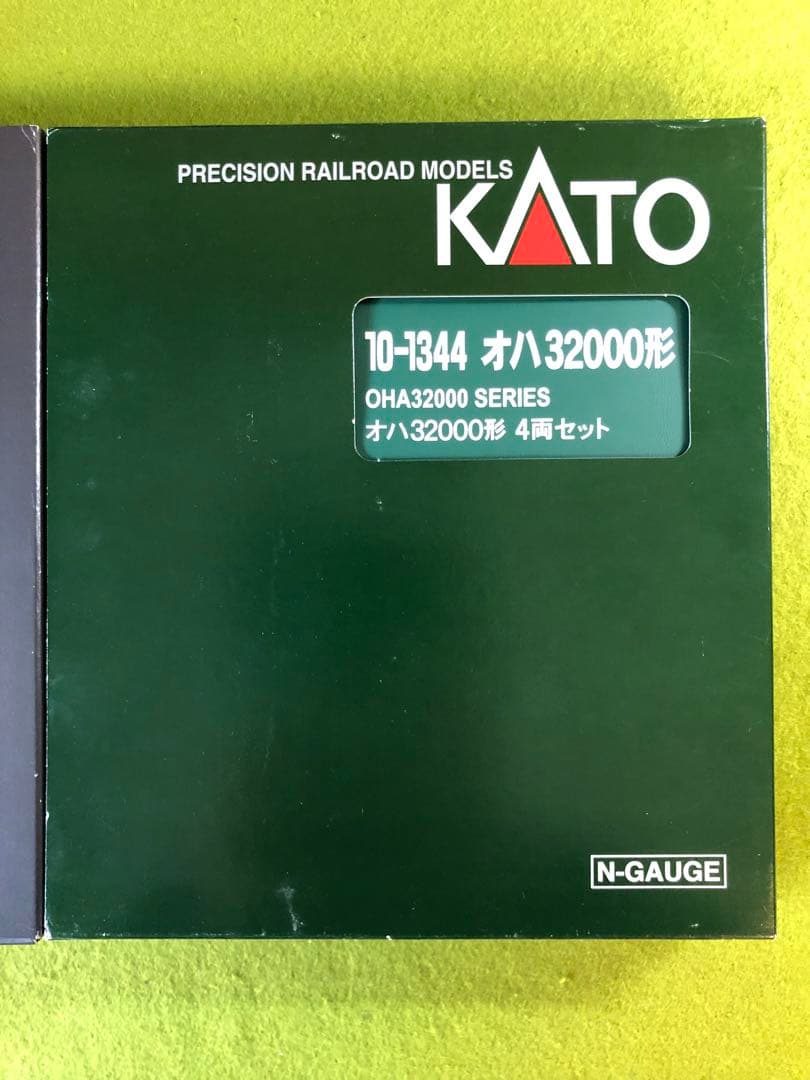 PRECISION RAILROAD MODELS
KATO
10-1344 オハ32000形
OHA32000 SERIES
オハ32000形 4両セット
N-GAUGE